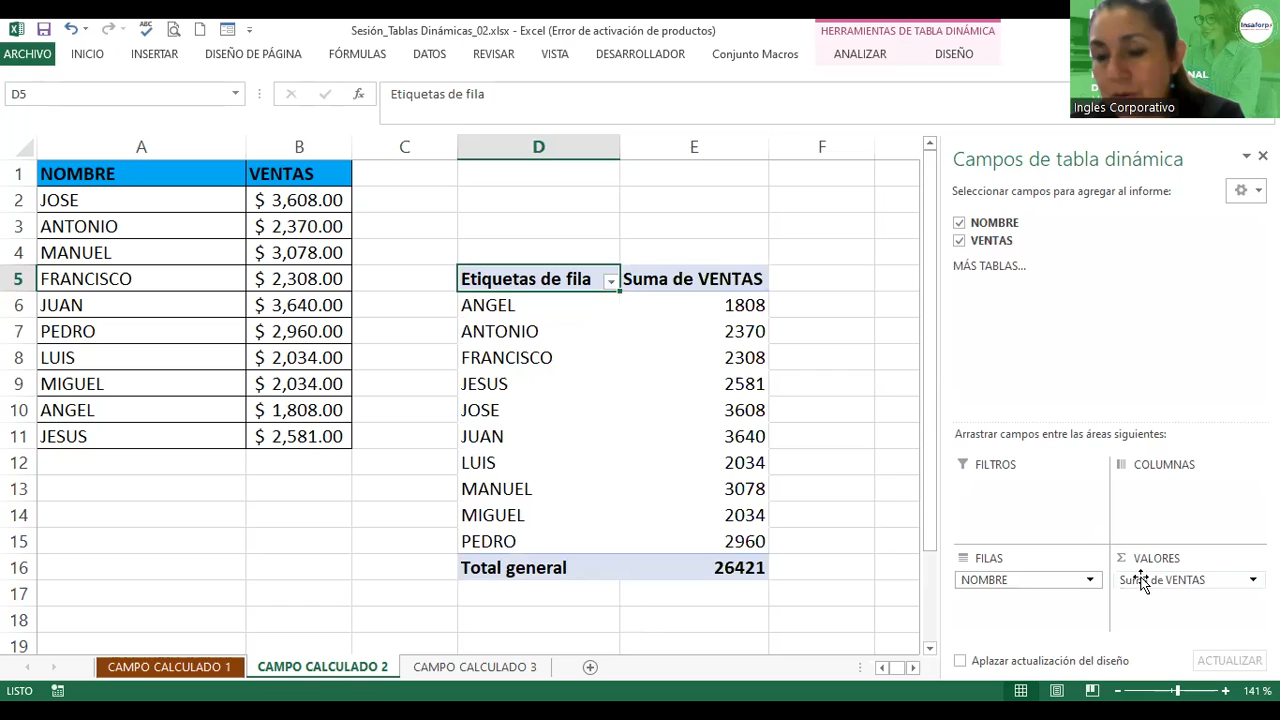 Sesión_Tablas Dinámicas_02.xlsx - Excel (Error de activación de productos)
HERRAMIENTAS DE TABLA DINÁMICA
ARCHIVO INICIO INSERTAR DISEÑO DE PÁGINA FÓRMULAS DATOS REVISAR VISTA DESARROLLADOR Conjunto Macros ANALIZAR DISEÑO
Insaforp
Ingles Corporativo
D5 fx Etiquetas de fila
A B C D E F
1 NOMBRE VENTAS
2 JOSE $ 3,608.00
3 ANTONIO $ 2,370.00
4 MANUEL $ 3,078.00
5 FRANCISCO $ 2,308.00 Etiquetas de fila Suma de VENTAS
6 JUAN $ 3,640.00 ANGEL 1808
7 PEDRO $ 2,960.00 ANTONIO 2370
8 LUIS $ 2,034.00 FRANCISCO 2308
9 MIGUEL $ 2,034.00 JESUS 2581
10 ANGEL $ 1,808.00 JOSE 3608
11 JESUS $ 2,581.00 JUAN 3640
12 LUIS 2034
13 MANUEL 3078
14 MIGUEL 2034
15 PEDRO 2960
16 Total general 26421
17
18
19
Campos de tabla dinámica
Seleccionar campos para agregar al informe:
NOMBRE
VENTAS
MÁS TABLAS...
Arrastrar campos entre las áreas siguientes:
FILTROS COLUMNAS
FILAS Σ VALORES
NOMBRE Suma de VENTAS
Aplazar actualización del diseño ACTUALIZAR
CAMPO CALCULADO 1 CAMPO CALCULADO 2 CAMPO CALCULADO 3
LISTO 141 %